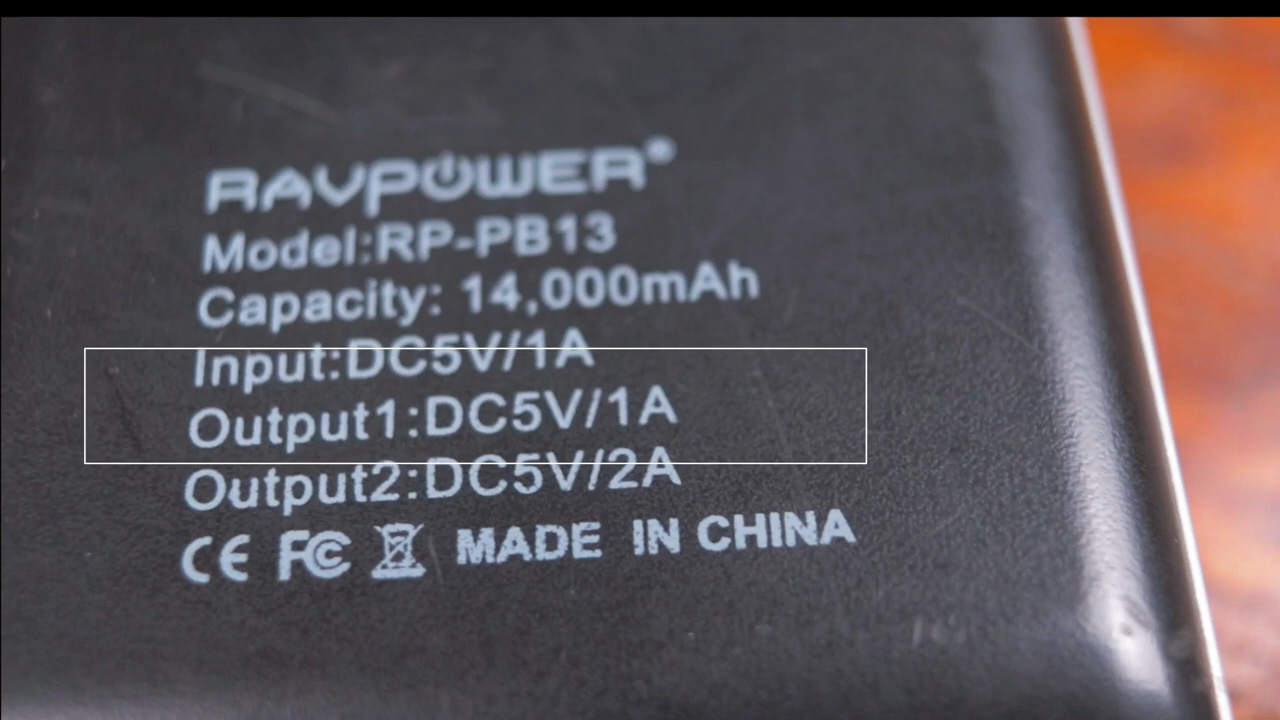 RAVPOWER®
Model:RP-PB13
Capacity: 14,000mAh
Input:DC5V/1A
Output1:DC5V/1A
Output2:DC5V/2A
CE FC MADE IN CHINA